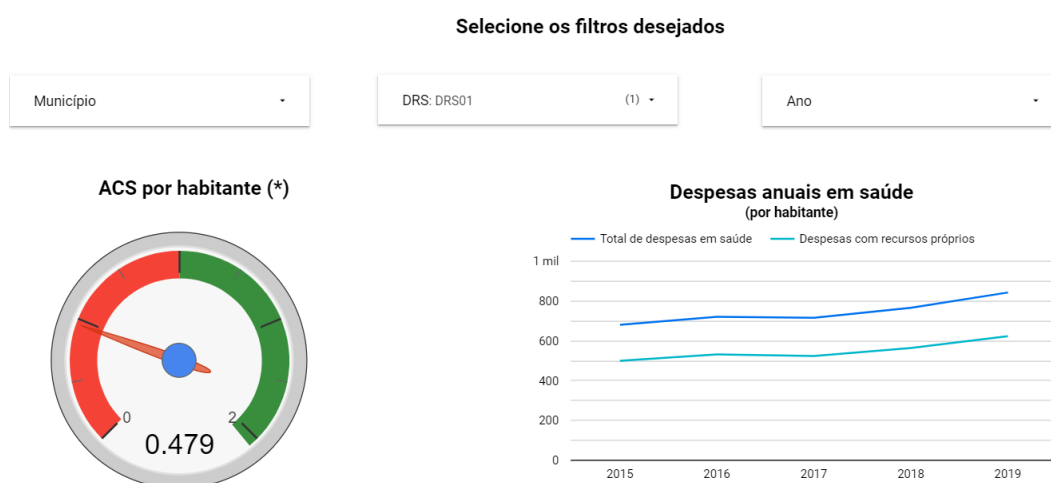 Selecione os filtros desejados
Município
DRS: DRS01 (1)
Ano
ACS por habitante (*)
0
2
0.479
Despesas anuais em saúde
(por habitante)
Total de despesas em saúde
Despesas com recursos próprios
1 mil
800
600
400
200
0
2015 2016 2017 2018 2019